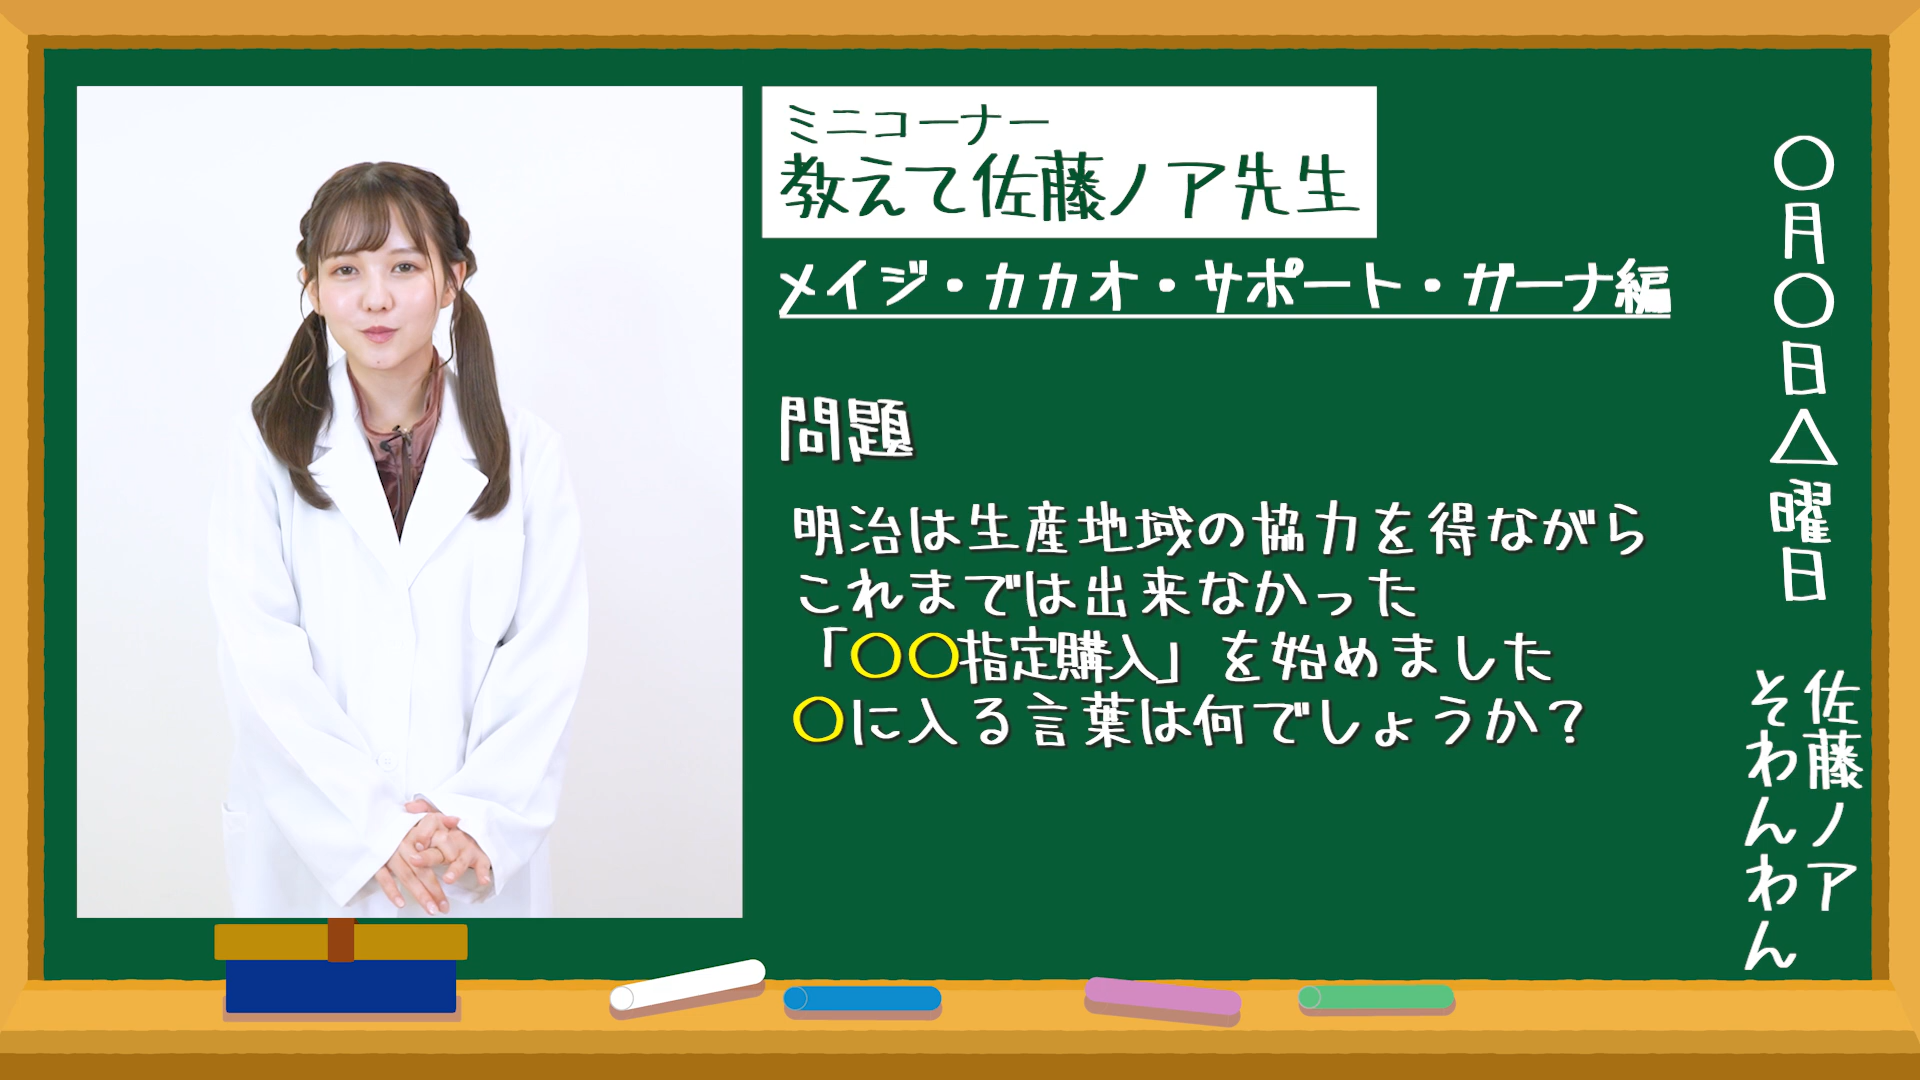 ミニコーナー
教えて佐藤ノア先生
メイジ・カカオ・サポート・ガーナ編
問題
明治は生産地域の協力を得ながら
これまでは出来なかった
「〇〇指定購入」を始めました
〇に入る言葉は何でしょうか？
〇月〇日△曜日
佐藤ノア
そわんわん